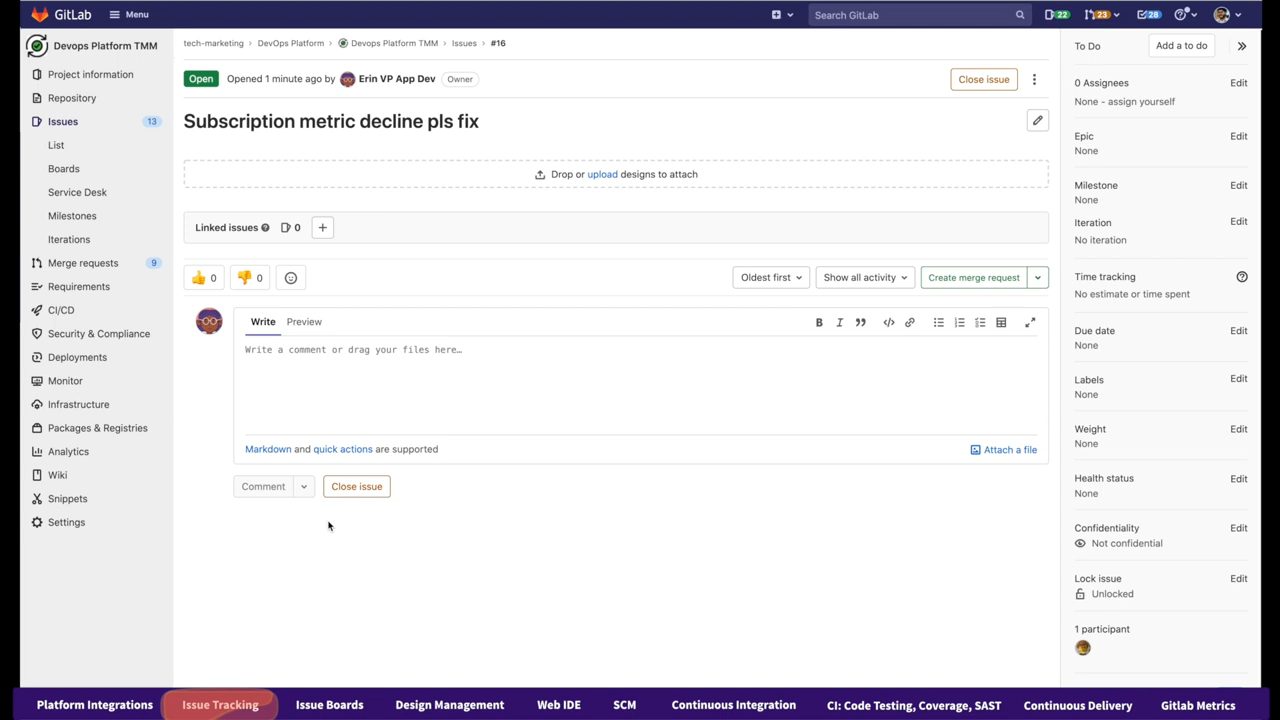 GitLab
Menu
Search GitLab
22
23
28
Devops Platform TMM
Project information
Repository
Issues 13
List
Boards
Service Desk
Milestones
Iterations
Merge requests 9
Requirements
CI/CD
Security & Compliance
Deployments
Monitor
Infrastructure
Packages & Registries
Analytics
Wiki
Snippets
Settings
tech-marketing › DevOps Platform › Devops Platform TMM › Issues › #16
Open Opened 1 minute ago by Erin VP App Dev Owner
Close issue
Subscription metric decline pls fix
Drop or upload designs to attach
Linked issues 0
0
0
Oldest first
Show all activity
Create merge request
Write Preview
Write a comment or drag your files here…
Markdown and quick actions are supported
Attach a file
Comment
Close issue
To Do
Add a to do
0 Assignees Edit
None - assign yourself
Epic Edit
None
Milestone Edit
None
Iteration Edit
No iteration
Time tracking
No estimate or time spent
Due date Edit
None
Labels Edit
None
Weight Edit
None
Health status Edit
None
Confidentiality Edit
Not confidential
Lock issue Edit
Unlocked
1 participant
Platform Integrations Issue Tracking Issue Boards Design Management Web IDE SCM Continuous Integration CI: Code Testing, Coverage, SAST Continuous Delivery Gitlab Metrics